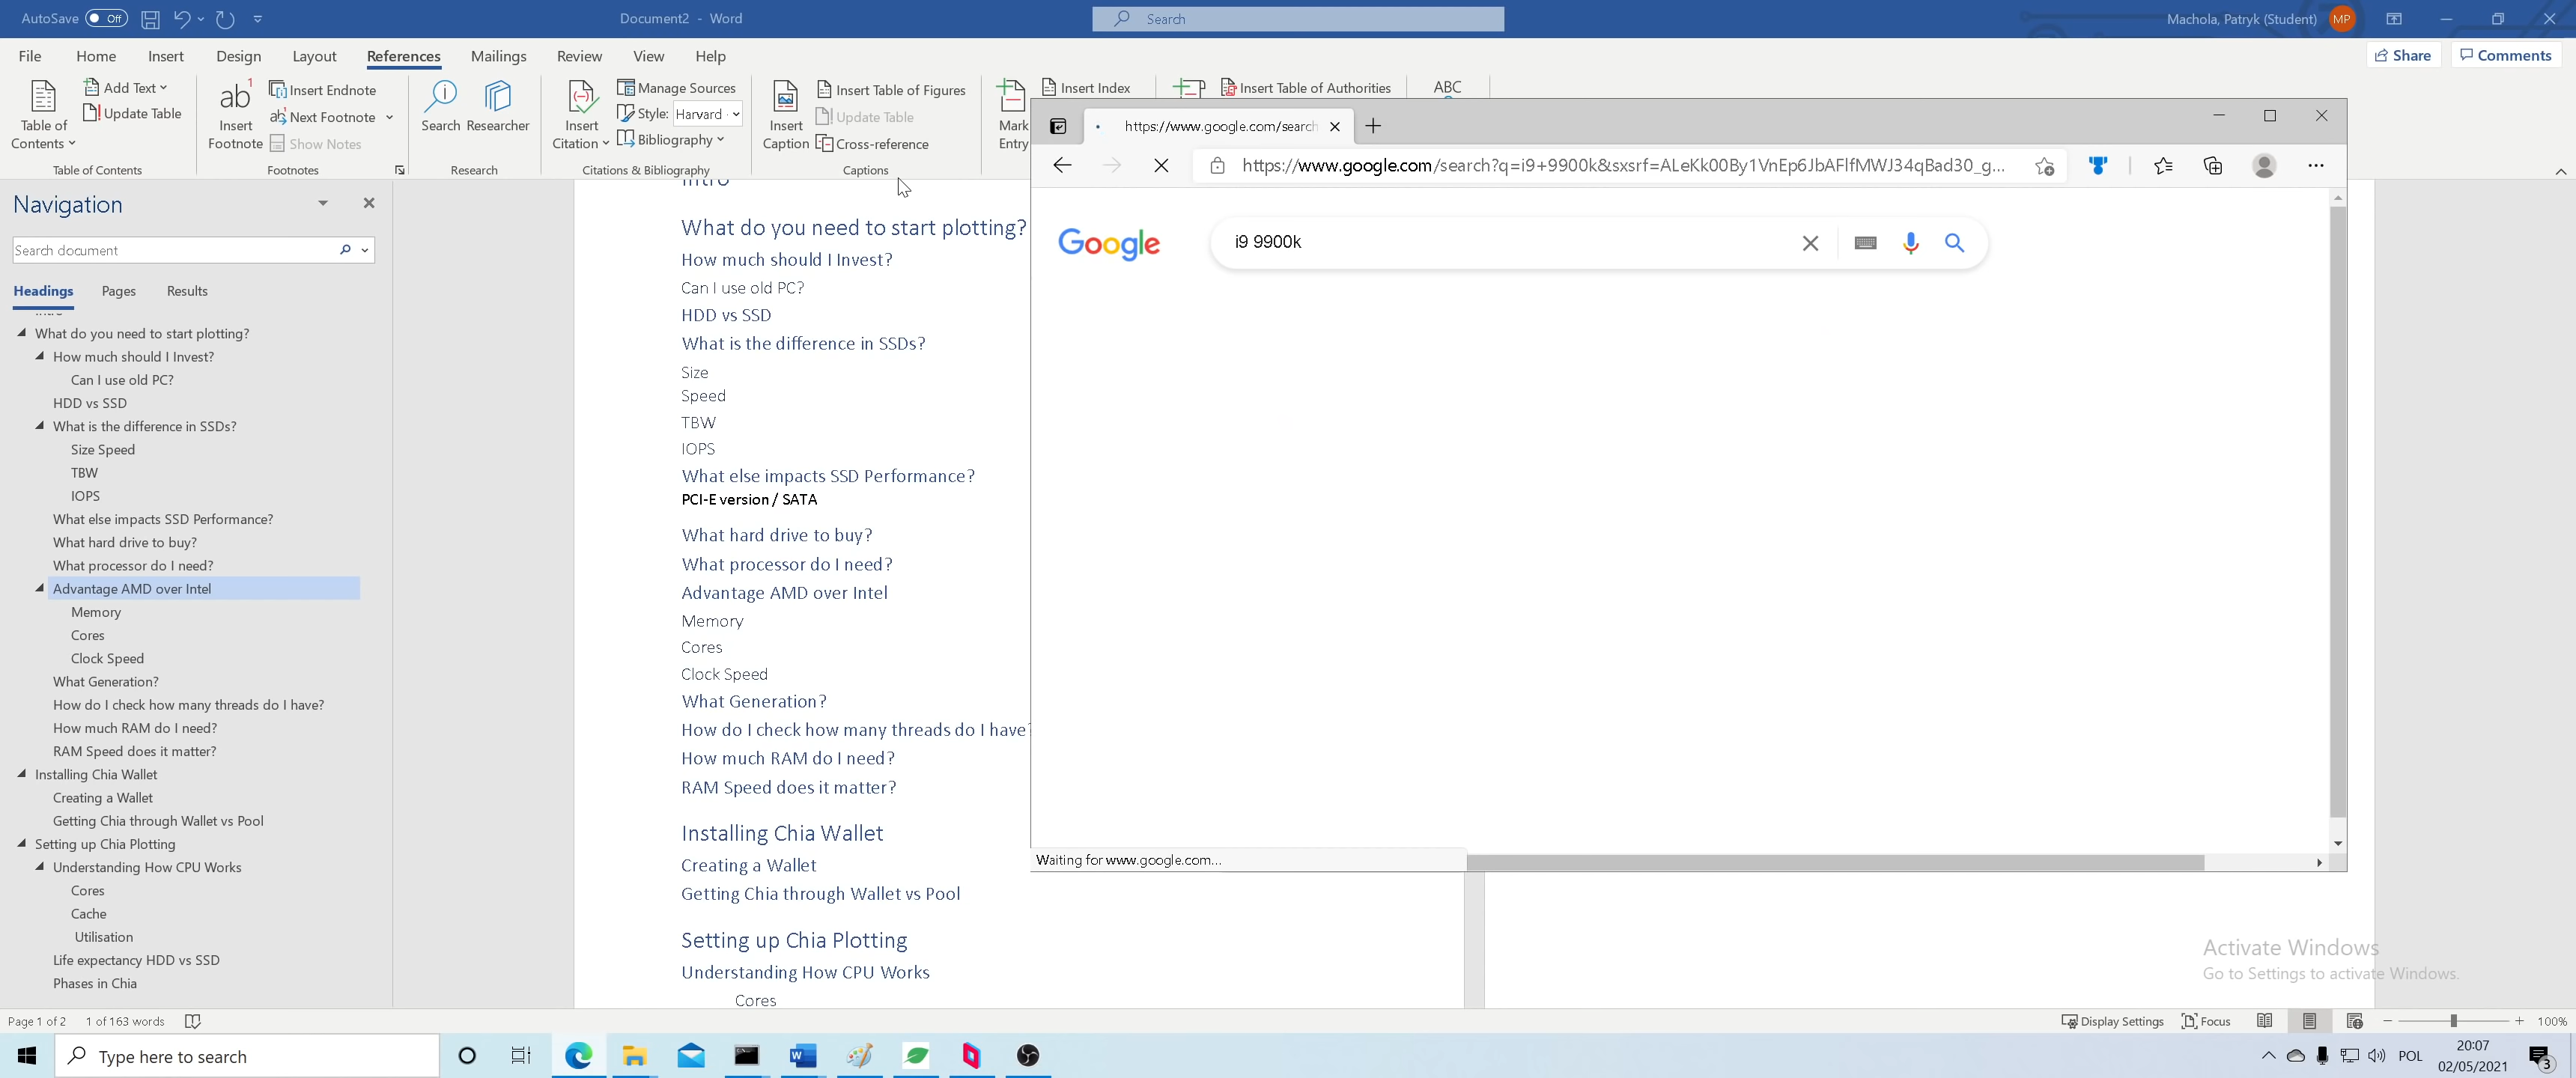 AutoSave Off
Document2 - Word
Search
Machola, Patryk (Student) MP
File Home Insert Design Layout References Mailings Review View Help
Share Comments
Table of Contents
Add Text
Update Table
Table of Contents
ab 1
Insert Footnote
Insert Endnote
Next Footnote
Show Notes
Footnotes
Search Researcher
Research
Insert Citation
Manage Sources
Style: Harvard
Bibliography
Citations & Bibliography
Insert Caption
Insert Table of Figures
Update Table
Cross-reference
Captions
Mark Entry
Insert Index
Insert Table of Authorities
ABC
Navigation
Search document
Headings Pages Results
Intro
What do you need to start plotting?
How much should I Invest?
Can I use old PC?
HDD vs SSD
What is the difference in SSDs?
Size Speed
TBW
IOPS
What else impacts SSD Performance?
What hard drive to buy?
What processor do I need?
Advantage AMD over Intel
Memory
Cores
Clock Speed
What Generation?
How do I check how many threads do I have?
How much RAM do I need?
RAM Speed does it matter?
Installing Chia Wallet
Creating a Wallet
Getting Chia through Wallet vs Pool
Setting up Chia Plotting
Understanding How CPU Works
Cores
Cache
Utilisation
Life expectancy HDD vs SSD
Phases in Chia
Intro
What do you need to start plotting?
How much should I Invest?
Can I use old PC?
HDD vs SSD
What is the difference in SSDs?
Size
Speed
TBW
IOPS
What else impacts SSD Performance?
PCI-E version / SATA
What hard drive to buy?
What processor do I need?
Advantage AMD over Intel
Memory
Cores
Clock Speed
What Generation?
How do I check how many threads do I have?
How much RAM do I need?
RAM Speed does it matter?
Installing Chia Wallet
Creating a Wallet
Getting Chia through Wallet vs Pool
Setting up Chia Plotting
Understanding How CPU Works
Cores
https://www.google.com/search
https://www.google.com/search?q=i9+9900k&sxsrf=ALeKk00By1VnEp6JbAFlfMWJ34qBad30_g...
Google
i9 9900k
Waiting for www.google.com...
Activate Windows
Go to Settings to activate Windows.
Page 1 of 2 1 of 163 words
Display Settings Focus 100%
Type here to search
POL
20:07
02/05/2021
3